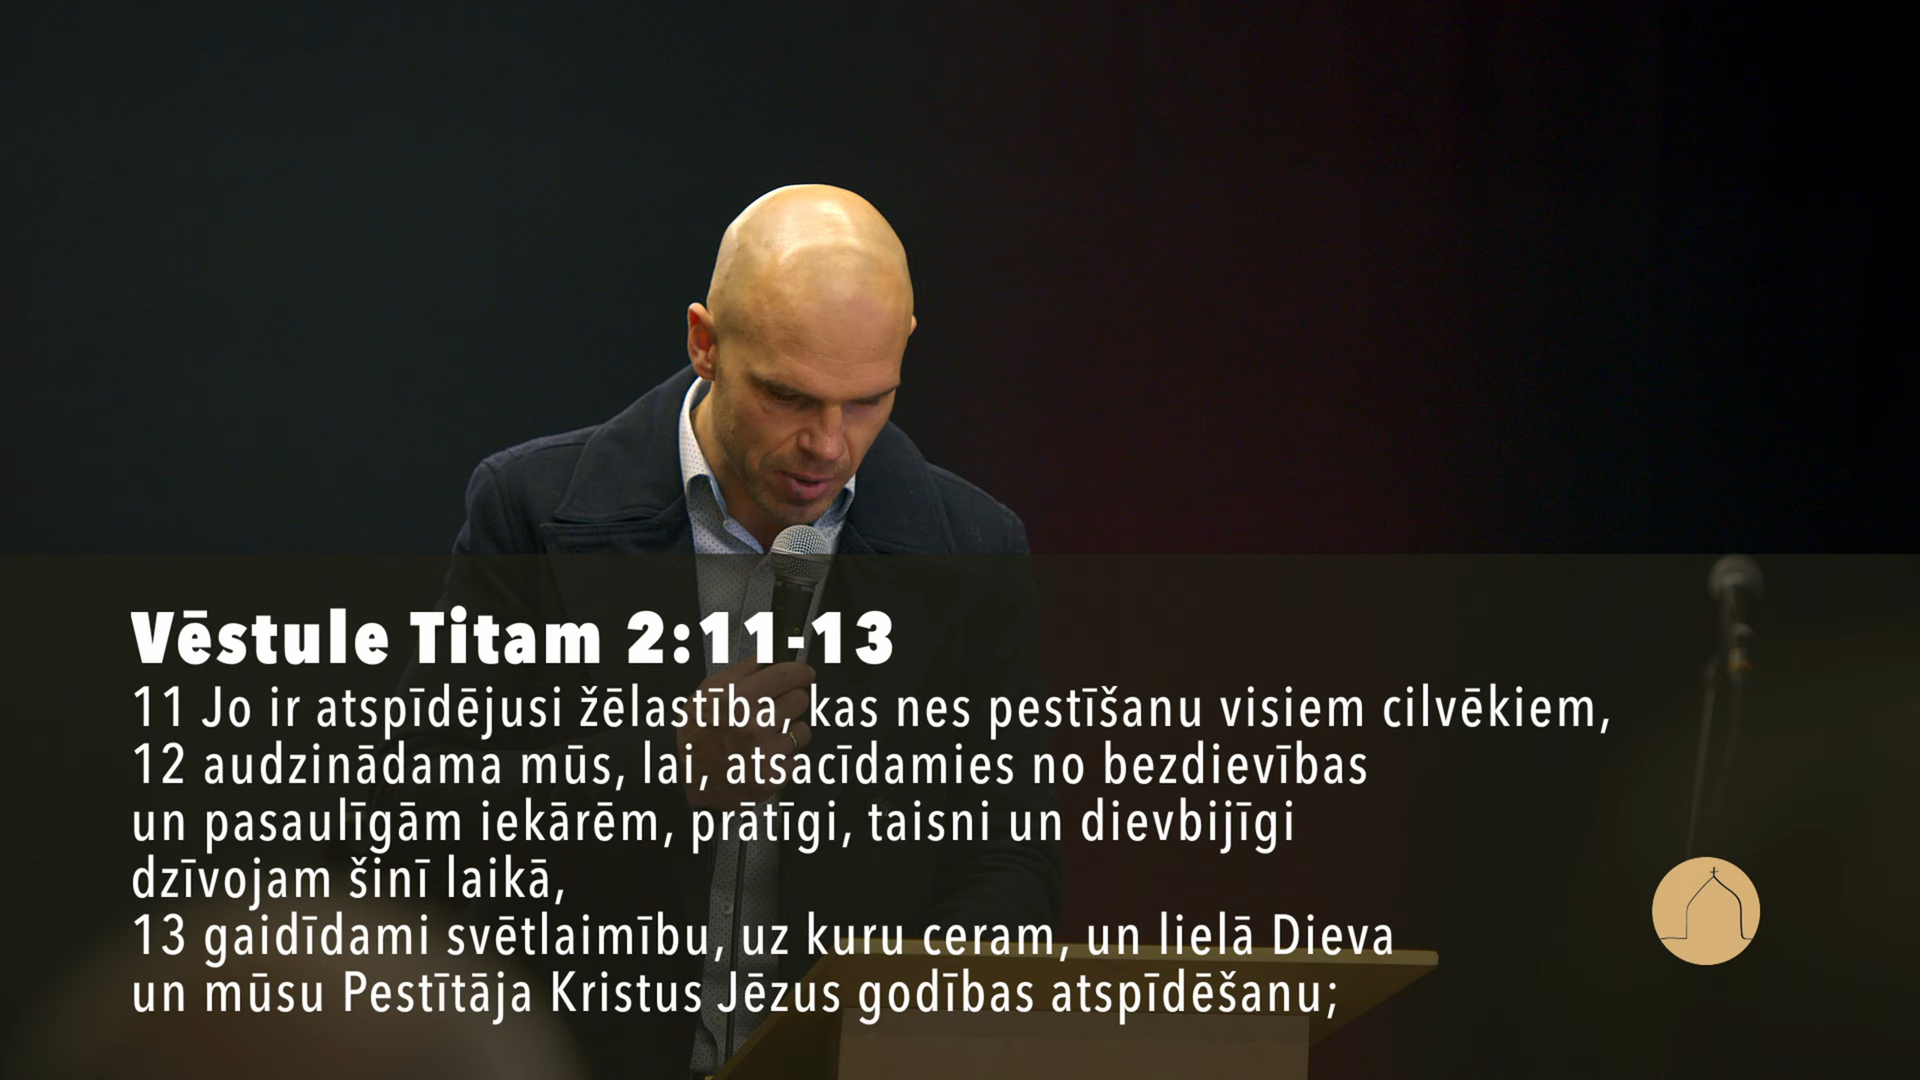 Vēstule Titam 2:11-13
11 Jo ir atspīdējusi žēlastība, kas nes pestīšanu visiem cilvēkiem,
12 audzinādama mūs, lai, atsacīdamies no bezdievības
un pasaulīgām iekārēm, prātīgi, taisni un dievbijīgi
dzīvojam šinī laikā,
13 gaidīdami svētlaimību, uz kuru ceram, un lielā Dieva
un mūsu Pestītāja Kristus Jēzus godības atspīdēšanu;